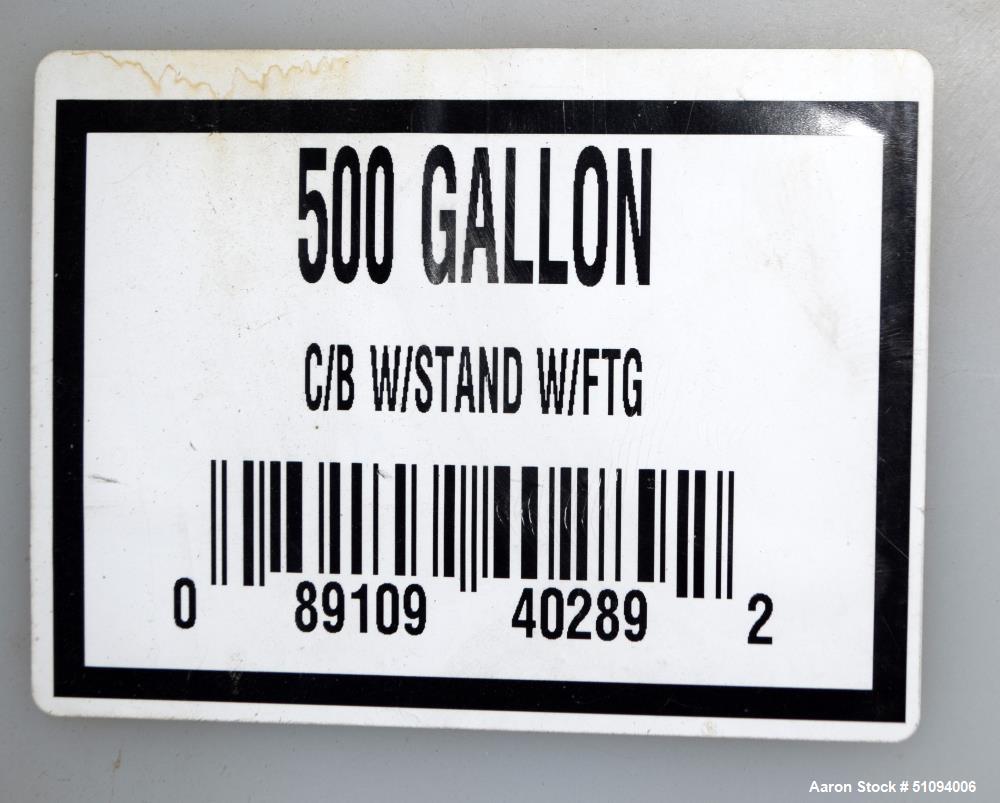 500 GALLON
C/B W/STAND W/FTG
0 89109 40289 2
Aaron Stock # 51094006